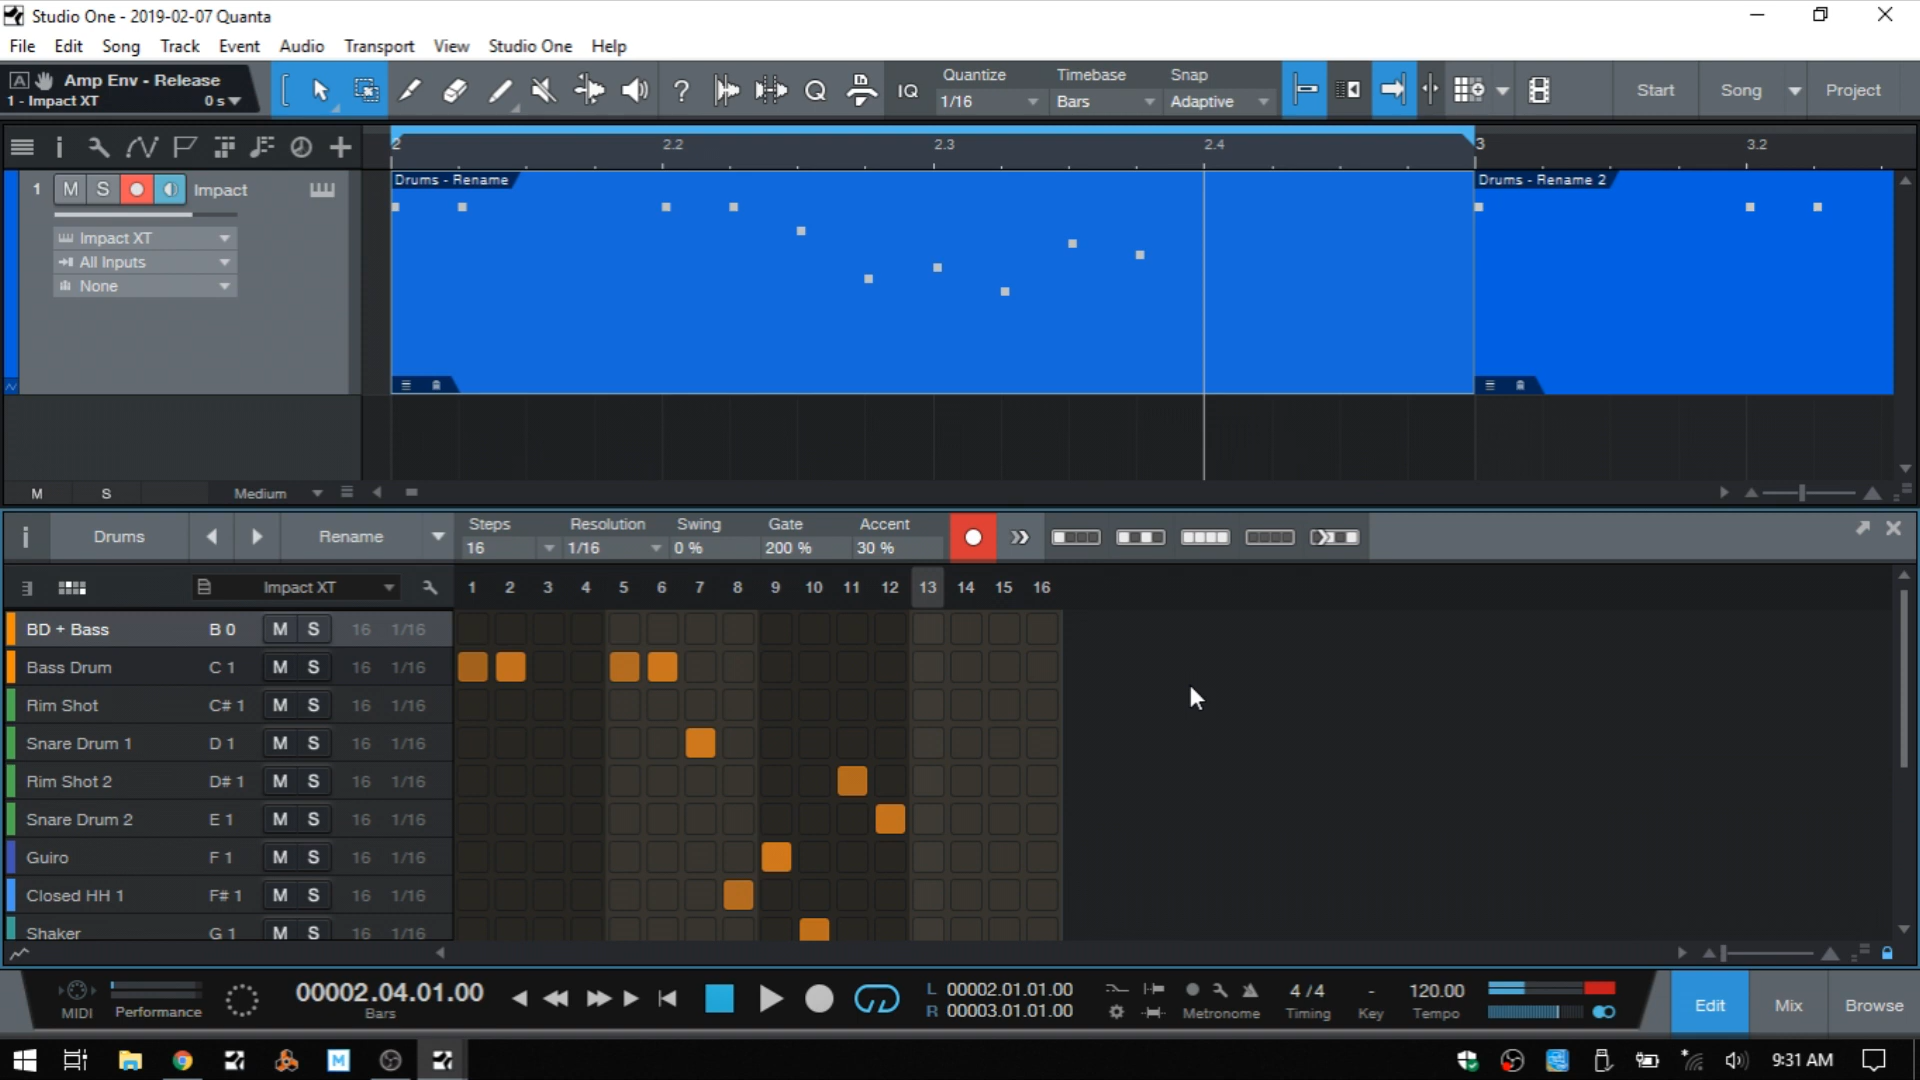 Studio One - 2019-02-07 Quanta
File Edit Song Track Event Audio Transport View Studio One Help
A Amp Env - Release
1 - Impact XT 0 s
Quantize Timebase Snap
1/16 Bars Adaptive
? Q IQ
Start Song Project
2 2.2 2.3 2.4 3 3.2
1 M S Impact
Drums - Rename Drums - Rename 2
Impact XT
All Inputs
None
M S Medium
Drums Rename
Steps Resolution Swing Gate Accent
16 1/16 0 % 200 % 30 %
Impact XT
1 2 3 4 5 6 7 8 9 10 11 12 13 14 15 16
BD + Bass B 0 M S 16 1/16
Bass Drum C 1 M S 16 1/16
Rim Shot C# 1 M S 16 1/16
Snare Drum 1 D 1 M S 16 1/16
Rim Shot 2 D# 1 M S 16 1/16
Snare Drum 2 E 1 M S 16 1/16
Guiro F 1 M S 16 1/16
Closed HH 1 F# 1 M S 16 1/16
Shaker G 1 M S 16 1/16
MIDI Performance
00002.04.01.00
Bars
L 00002.01.01.00
R 00003.01.01.00
Metronome
4 / 4
Timing
-
Key
120.00
Tempo
Edit Mix Browse
M
9:31 AM